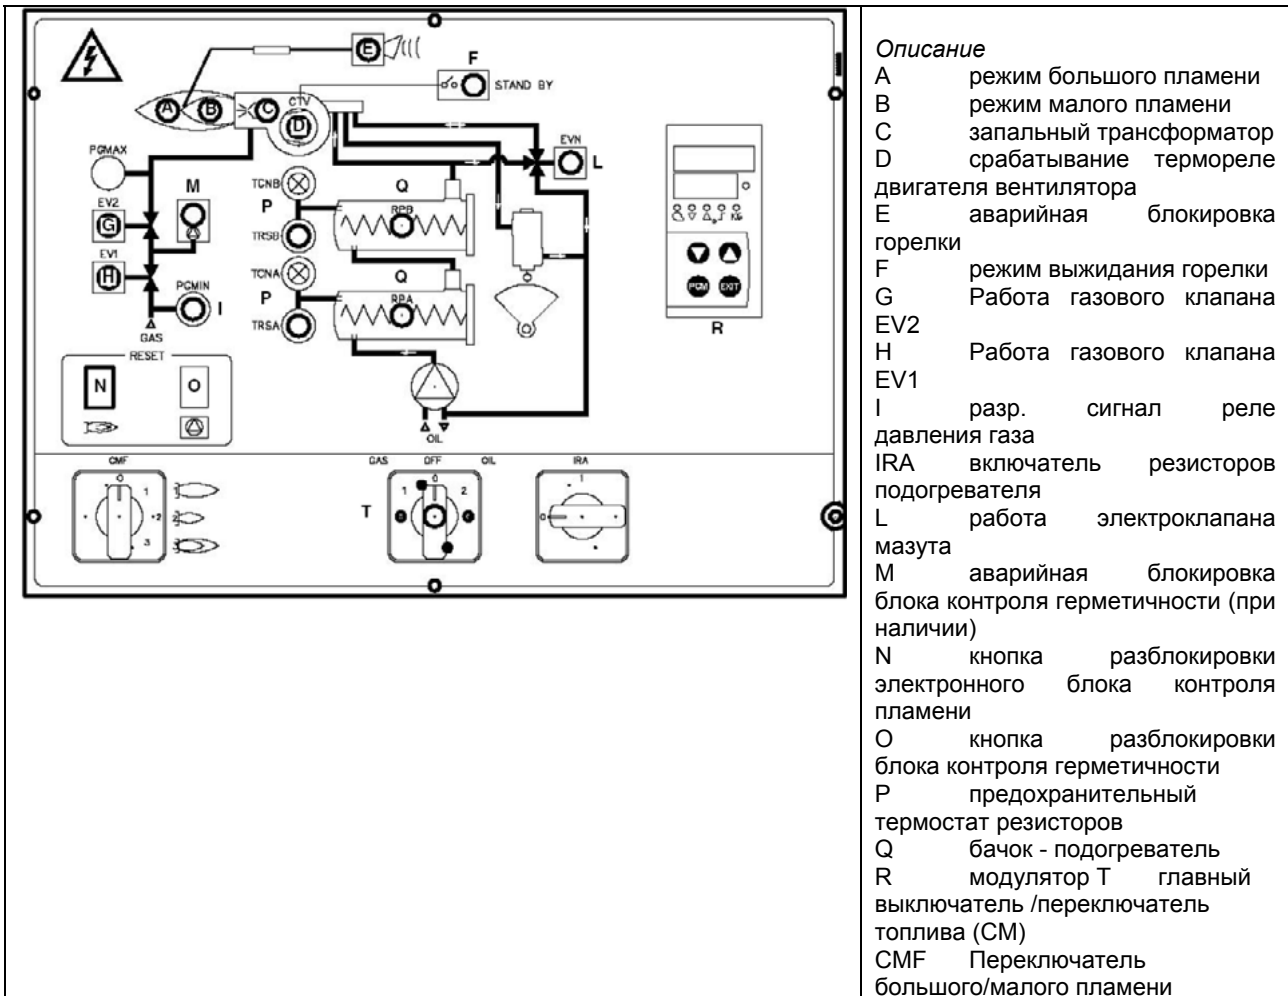 E
F
STAND BY
A
B
C
CTV
D
PGMAX
EVN
L
M
TCNB
Q
EV2
P
RPB
G
TRSB
EV1
TCNA
Q
H
PGMIN
P
RPA
I
TRSA
GAS
PGM
EXIT
R
RESET
N
O
OIL
CMF
0
1
2
2
3
GAS OFF OIL
T
1
0
2
IRA
1
0
Описание
A режим большого пламени
B режим малого пламени
C запальный трансформатор
D срабатывание термореле
двигателя вентилятора
E аварийная блокировка
горелки
F режим выжидания горелки
G Работа газового клапана
EV2
H Работа газового клапана
EV1
I разр. сигнал реле
давления газа
IRA включатель резисторов
подогревателя
L работа электроклапана
мазута
M аварийная блокировка
блока контроля герметичности (при
наличии)
N кнопка разблокировки
электронного блока контроля
пламени
O кнопка разблокировки
блока контроля герметичности
P предохранительный
термостат резисторов
Q бачок - подогреватель
R модулятор T главный
выключатель /переключатель
топлива (CM)
CMF Переключатель
большого/малого пламени